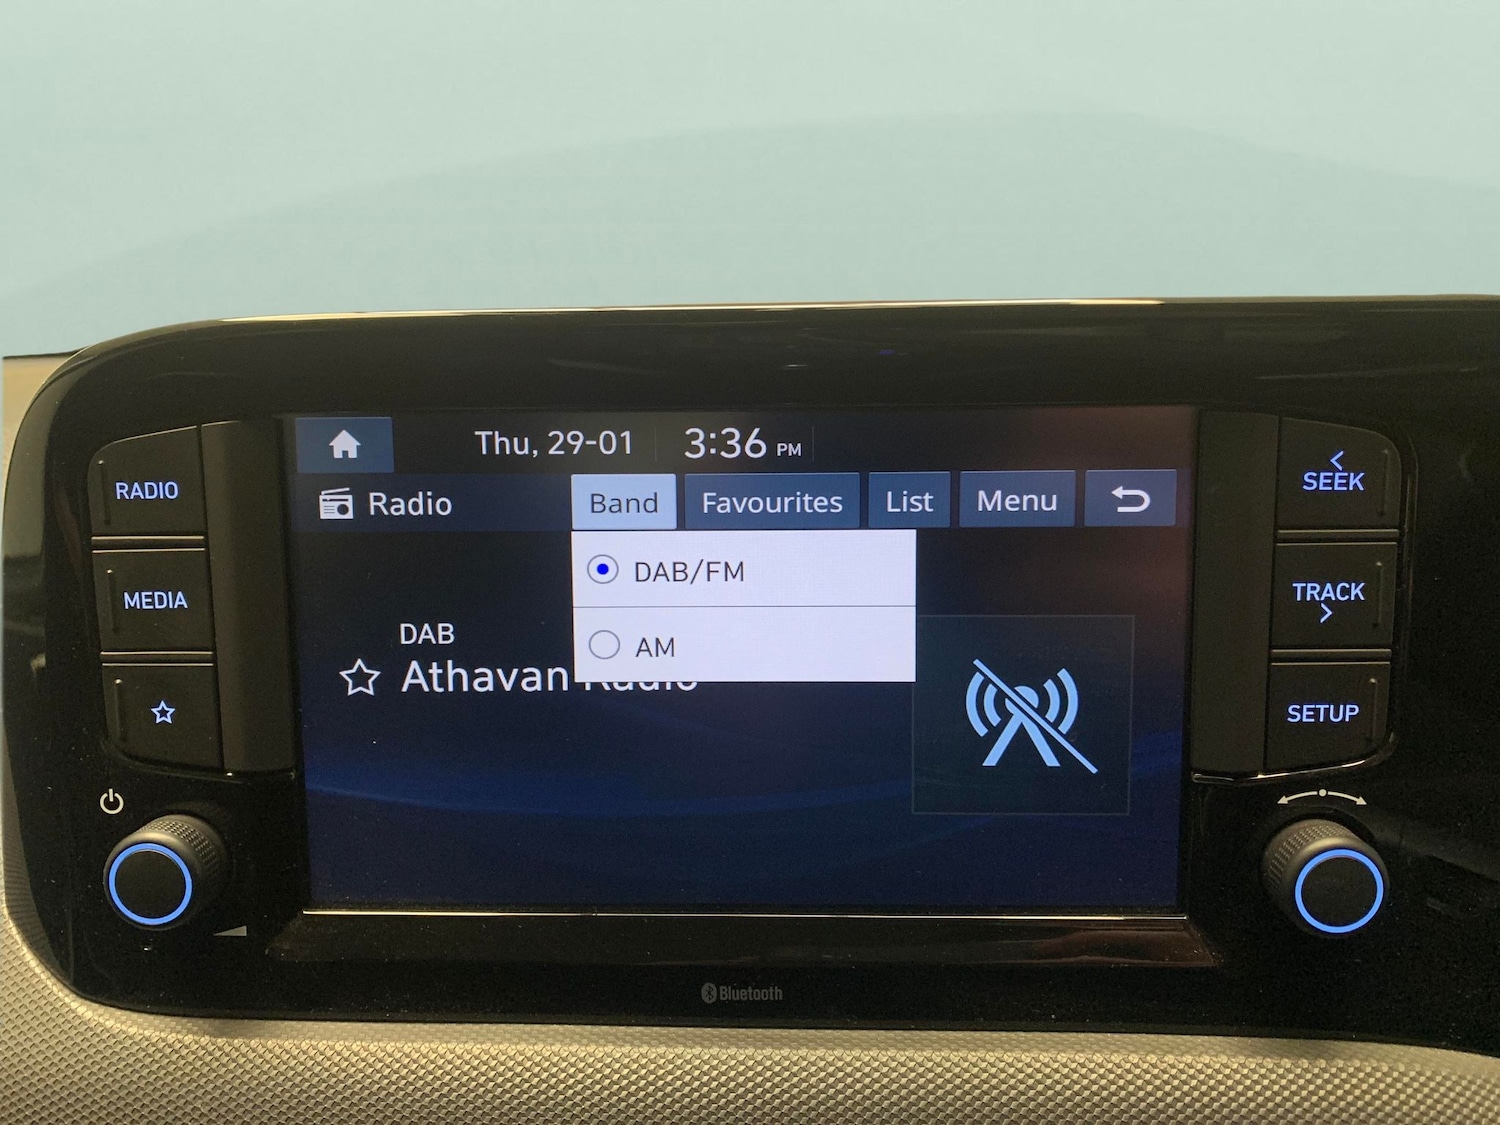 Thu, 29-01 3:36 PM
Radio Band Favourites List Menu
DAB/FM
AM
DAB
Athavan Radio
RADIO
MEDIA
SEEK
TRACK
SETUP
Bluetooth